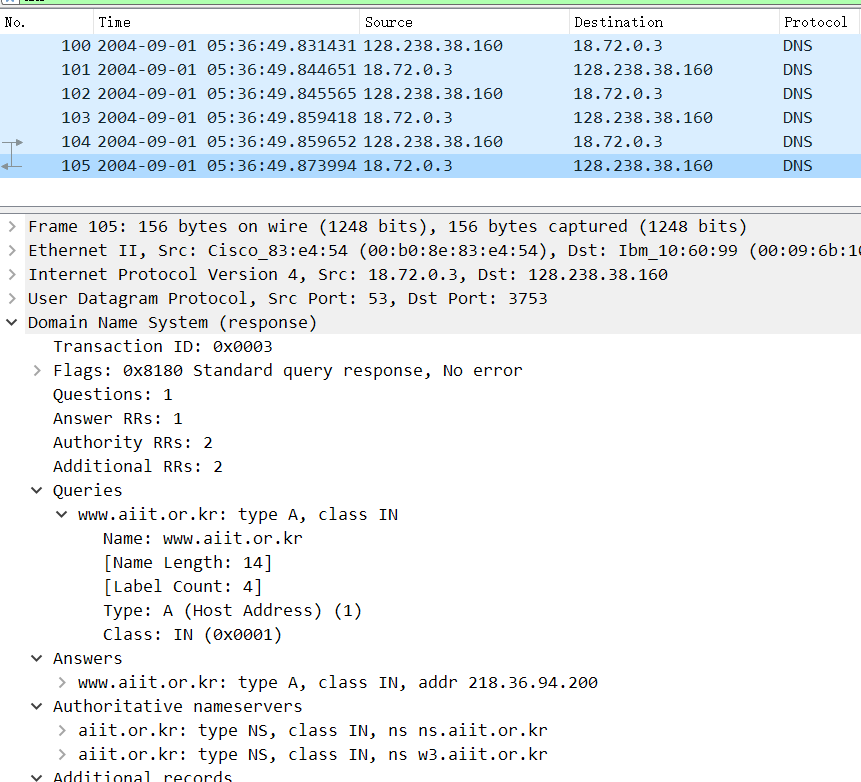 No. Time Source Destination Protocol
100 2004-09-01 05:36:49.831431 128.238.38.160 18.72.0.3 DNS
101 2004-09-01 05:36:49.844651 18.72.0.3 128.238.38.160 DNS
102 2004-09-01 05:36:49.845565 128.238.38.160 18.72.0.3 DNS
103 2004-09-01 05:36:49.859418 18.72.0.3 128.238.38.160 DNS
104 2004-09-01 05:36:49.859652 128.238.38.160 18.72.0.3 DNS
105 2004-09-01 05:36:49.873994 18.72.0.3 128.238.38.160 DNS
Frame 105: 156 bytes on wire (1248 bits), 156 bytes captured (1248 bits)
Ethernet II, Src: Cisco_83:e4:54 (00:b0:8e:83:e4:54), Dst: Ibm_10:60:99 (00:09:6b:10
Internet Protocol Version 4, Src: 18.72.0.3, Dst: 128.238.38.160
User Datagram Protocol, Src Port: 53, Dst Port: 3753
Domain Name System (response)
Transaction ID: 0x0003
Flags: 0x8180 Standard query response, No error
Questions: 1
Answer RRs: 1
Authority RRs: 2
Additional RRs: 2
Queries
www.aiit.or.kr: type A, class IN
Name: www.aiit.or.kr
[Name Length: 14]
[Label Count: 4]
Type: A (Host Address) (1)
Class: IN (0x0001)
Answers
www.aiit.or.kr: type A, class IN, addr 218.36.94.200
Authoritative nameservers
aiit.or.kr: type NS, class IN, ns ns.aiit.or.kr
aiit.or.kr: type NS, class IN, ns w3.aiit.or.kr
Additional records